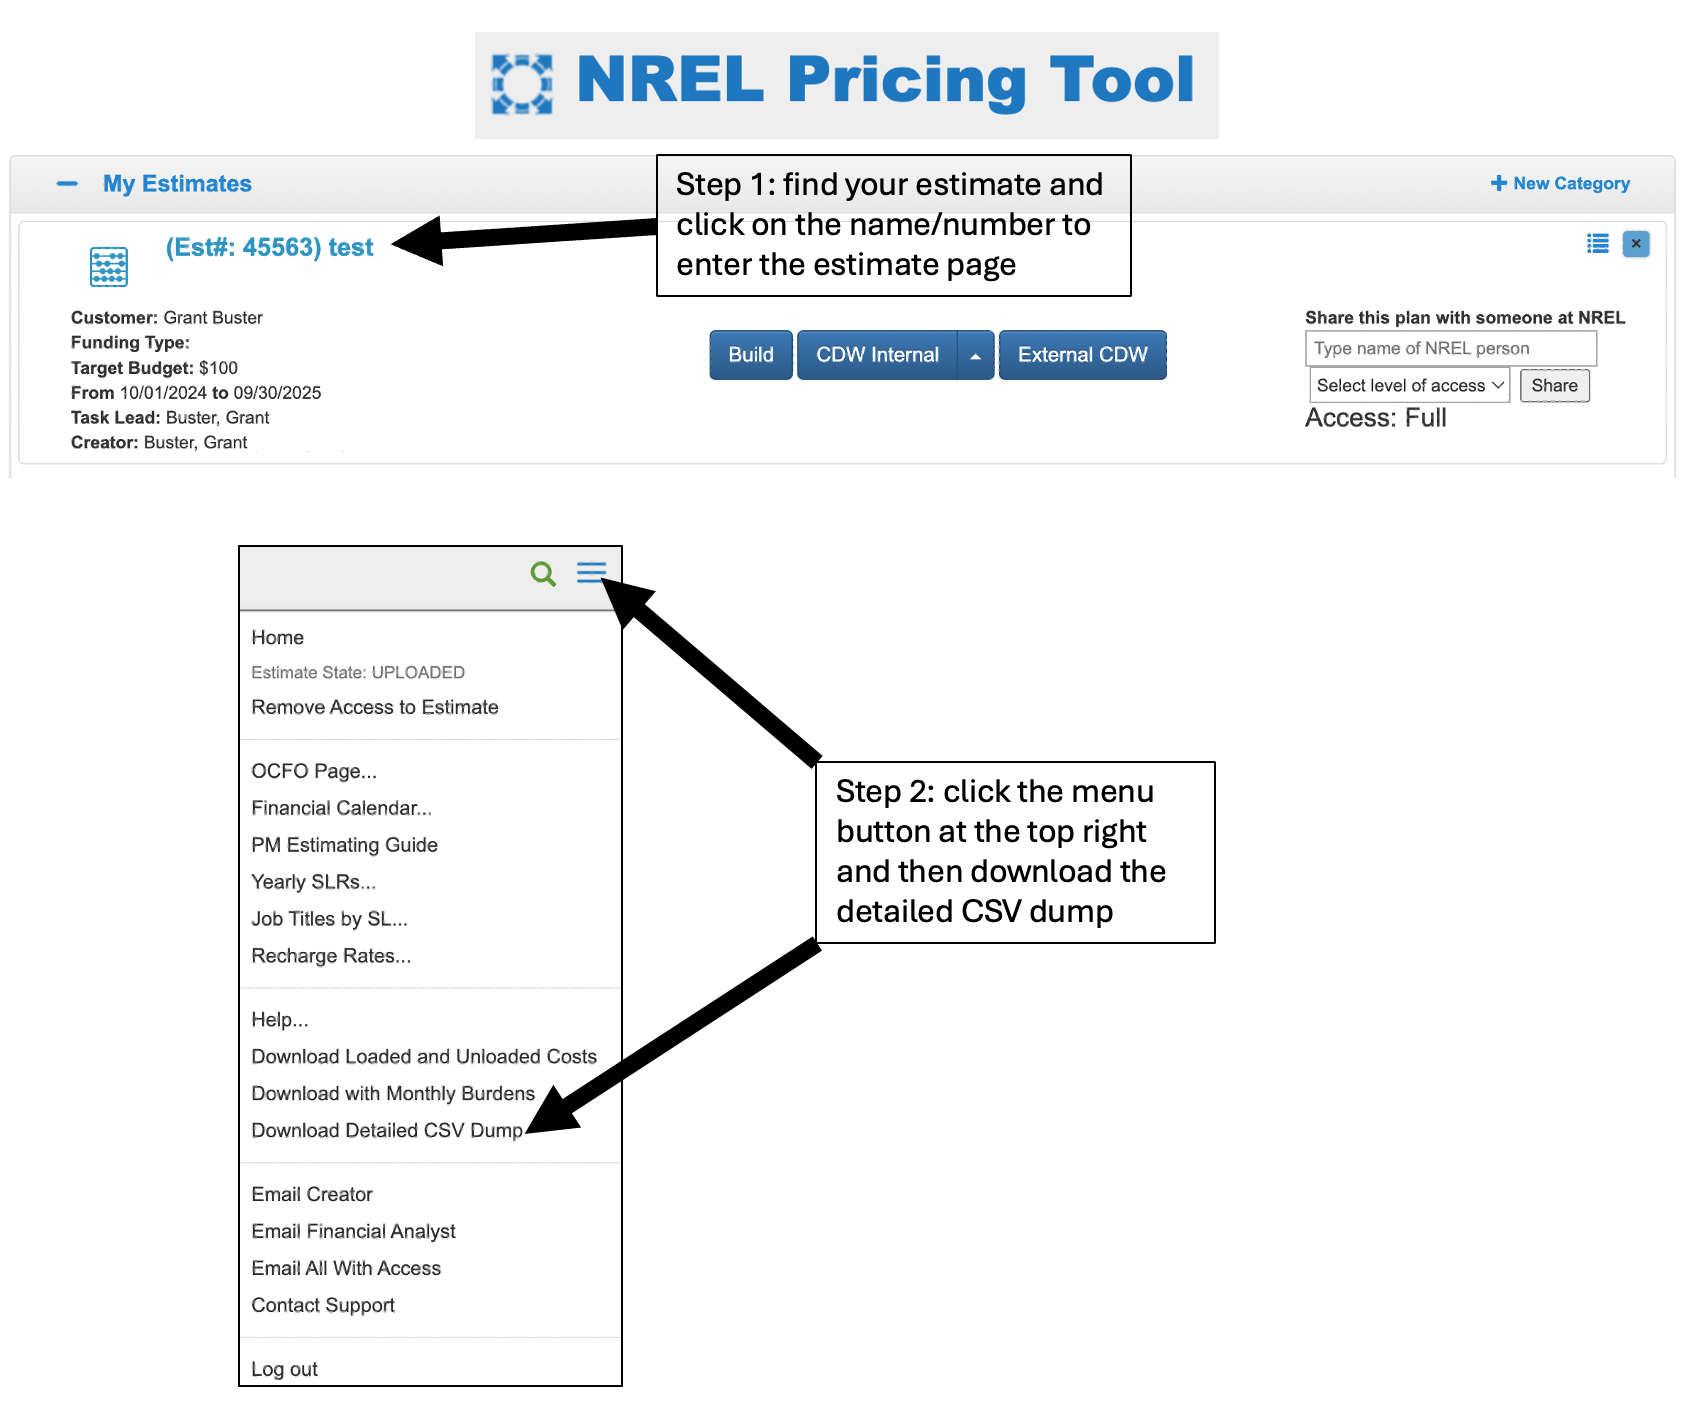 NREL Pricing Tool
My Estimates
New Category
Step 1: find your estimate and
click on the name/number to
enter the estimate page
(Est#: 45563) test
Customer: Grant Buster
Funding Type:
Target Budget: $100
From 10/01/2024 to 09/30/2025
Task Lead: Buster, Grant
Creator: Buster, Grant
Build
CDW Internal
External CDW
Share this plan with someone at NREL
Type name of NREL person
Select level of access
Share
Access: Full
Home
Estimate State: UPLOADED
Remove Access to Estimate
OCFO Page...
Financial Calendar...
PM Estimating Guide
Yearly SLRs...
Job Titles by SL...
Recharge Rates...
Help...
Download Loaded and Unloaded Costs
Download with Monthly Burdens
Download Detailed CSV Dump
Email Creator
Email Financial Analyst
Email All With Access
Contact Support
Log out
Step 2: click the menu
button at the top right
and then download the
detailed CSV dump